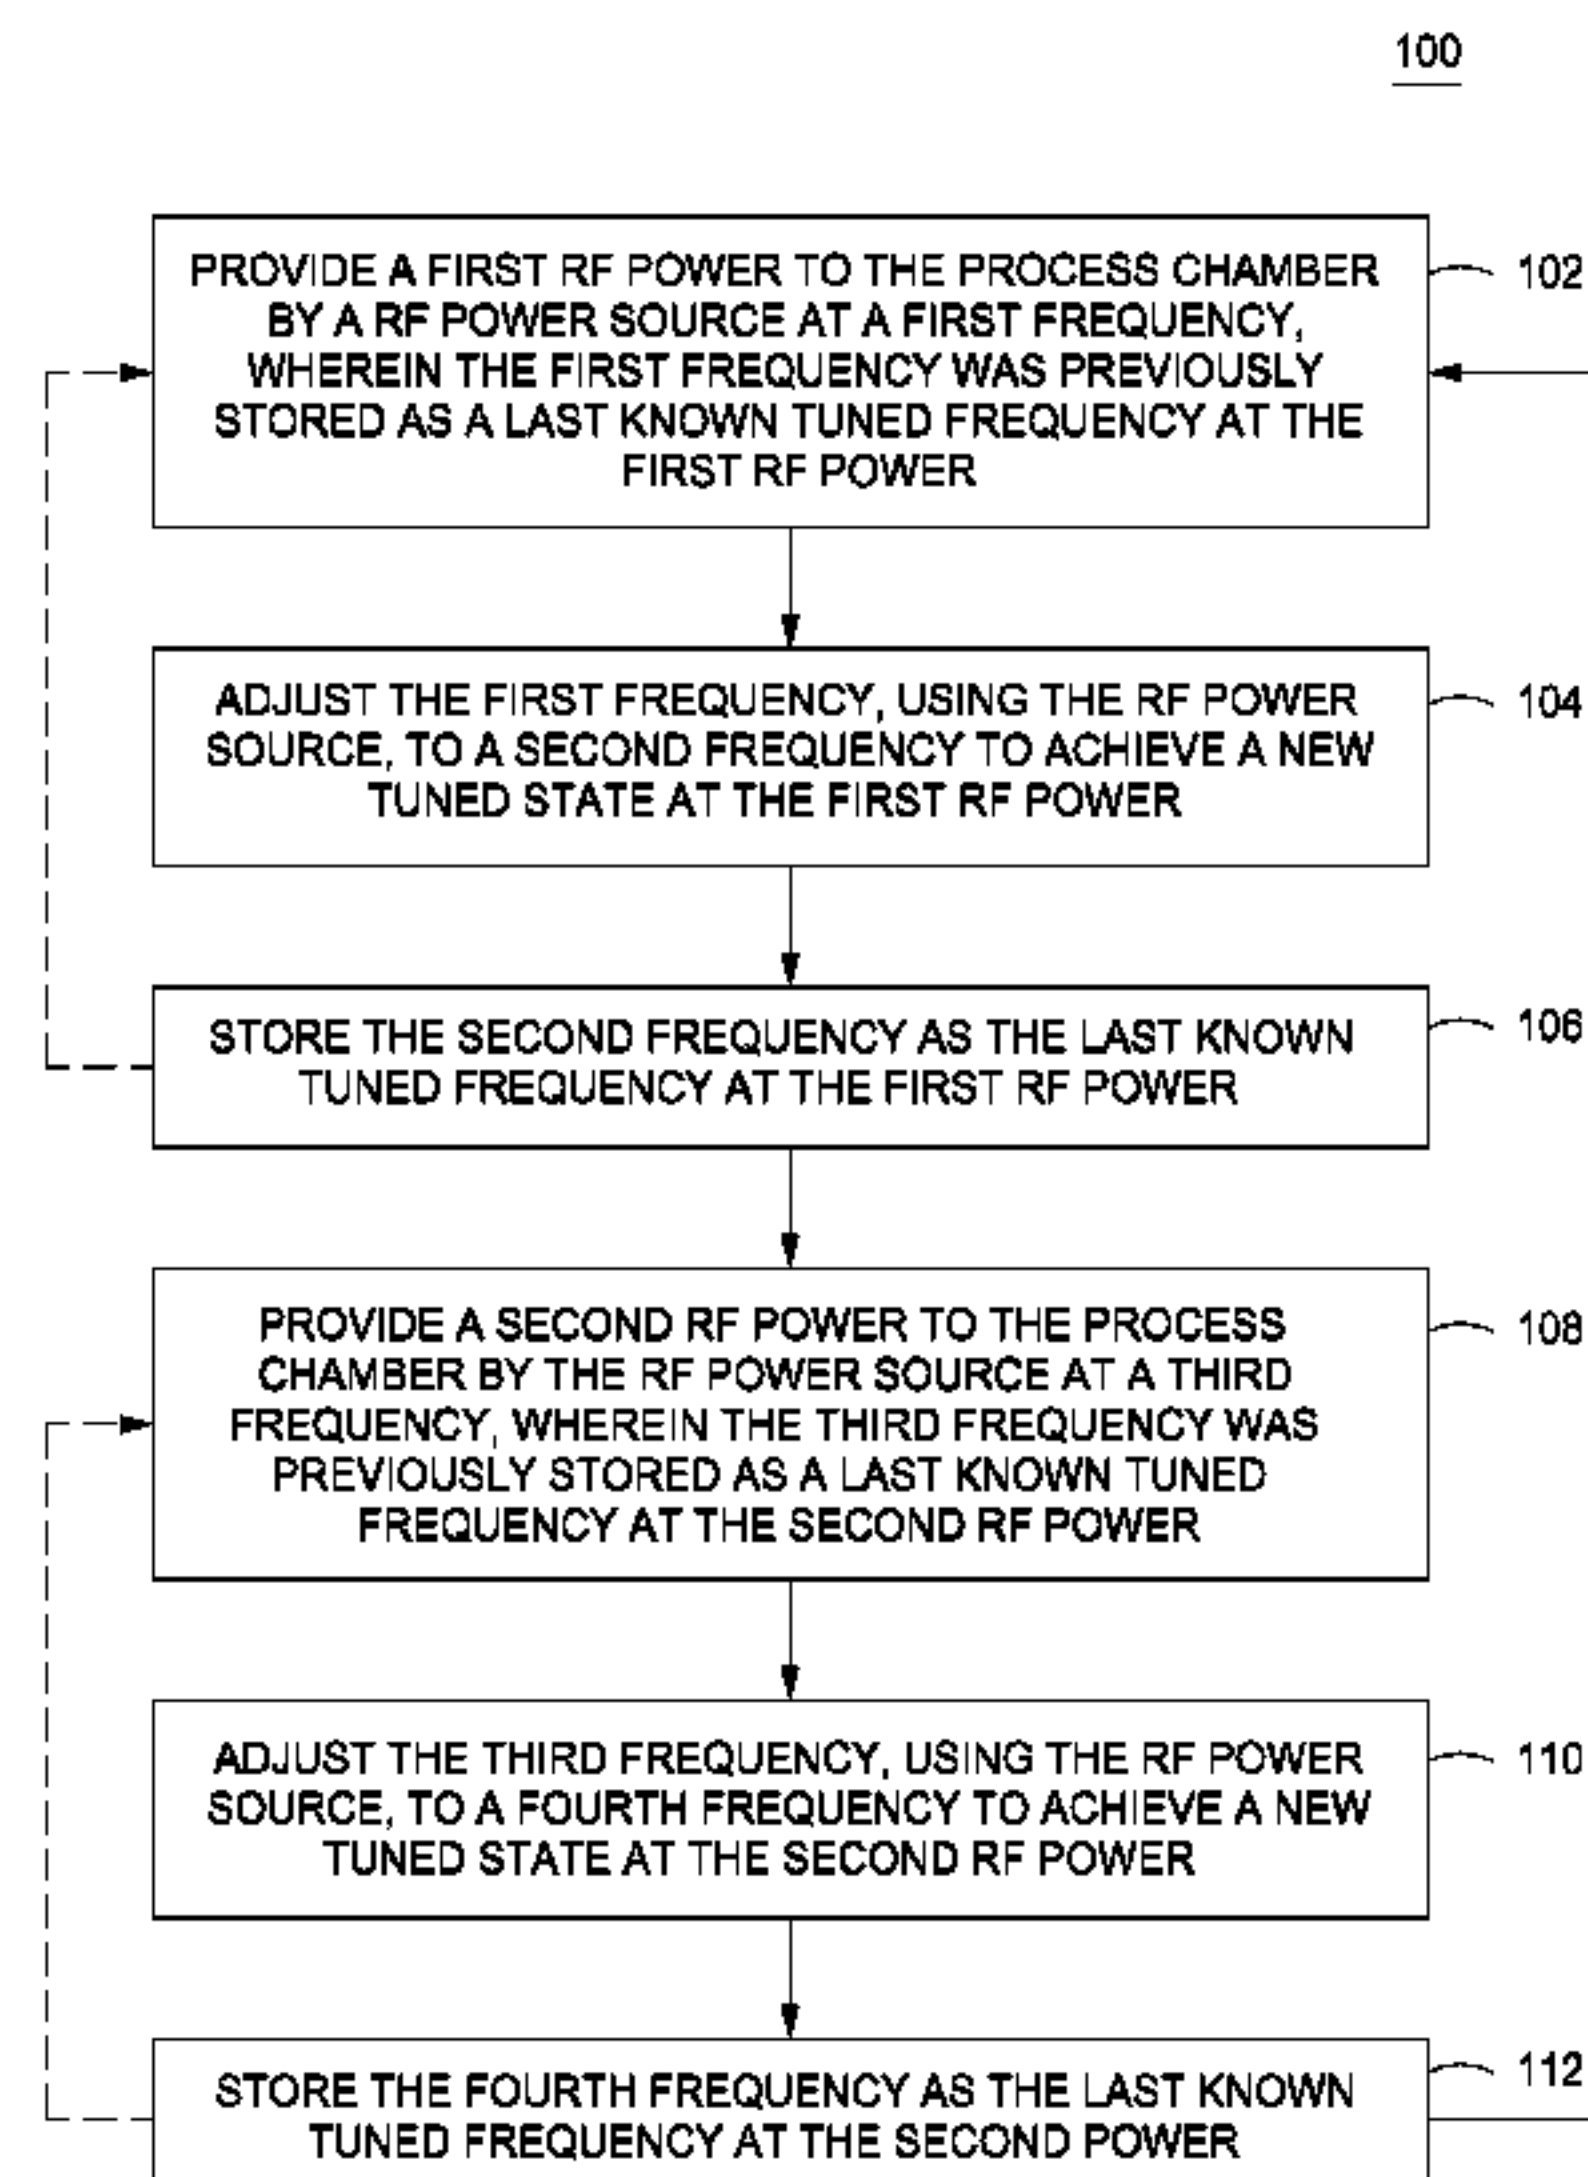 100
PROVIDE A FIRST RF POWER TO THE PROCESS CHAMBER
BY A RF POWER SOURCE AT A FIRST FREQUENCY,
WHEREIN THE FIRST FREQUENCY WAS PREVIOUSLY
STORED AS A LAST KNOWN TUNED FREQUENCY AT THE
FIRST RF POWER
102
ADJUST THE FIRST FREQUENCY, USING THE RF POWER
SOURCE, TO A SECOND FREQUENCY TO ACHIEVE A NEW
TUNED STATE AT THE FIRST RF POWER
104
STORE THE SECOND FREQUENCY AS THE LAST KNOWN
TUNED FREQUENCY AT THE FIRST RF POWER
106
PROVIDE A SECOND RF POWER TO THE PROCESS
CHAMBER BY THE RF POWER SOURCE AT A THIRD
FREQUENCY, WHEREIN THE THIRD FREQUENCY WAS
PREVIOUSLY STORED AS A LAST KNOWN TUNED
FREQUENCY AT THE SECOND RF POWER
108
ADJUST THE THIRD FREQUENCY, USING THE RF POWER
SOURCE, TO A FOURTH FREQUENCY TO ACHIEVE A NEW
TUNED STATE AT THE SECOND RF POWER
110
STORE THE FOURTH FREQUENCY AS THE LAST KNOWN
TUNED FREQUENCY AT THE SECOND POWER
112